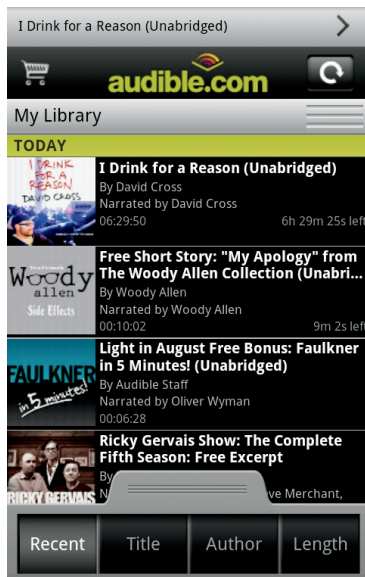 I Drink for a Reason (Unabridged)
audible.com
My Library
TODAY
I DRINK
FOR A
REASON
DAVID CROSS
I Drink for a Reason (Unabridged)
By David Cross
Narrated by David Cross
06:29:50 6h 29m 25s left
Woody
allen
Side Effects
Free Short Story: "My Apology" from
The Woody Allen Collection (Unabri...
By Woody Allen
Narrated by Woody Allen
00:10:02 9m 2s left
FAULKNER
in 5 minutes!
Light in August Free Bonus: Faulkner
in 5 Minutes! (Unabridged)
By Audible Staff
Narrated by Oliver Wyman
00:06:28
RICKY GERVAIS
Ricky Gervais Show: The Complete
Fifth Season: Free Excerpt
By
Merchant,
Recent Title Author Length